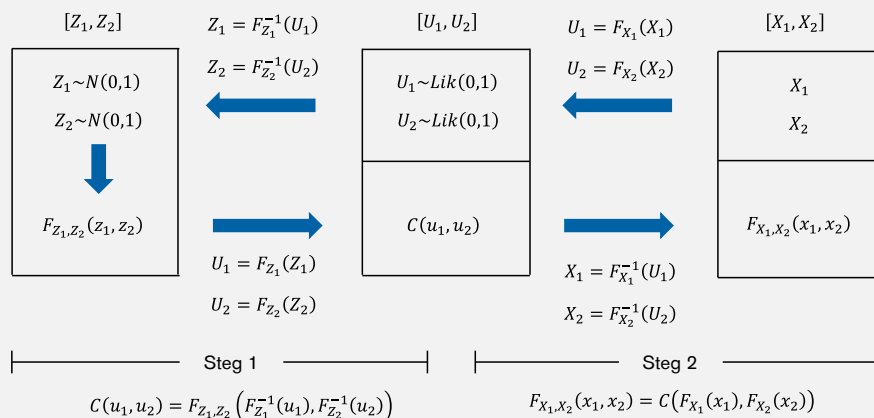 [Z₁, Z₂]
Z₁ = F_{Z₁}^{-1}(U₁)
Z₂ = F_{Z₂}^{-1}(U₂)
[U₁, U₂]
U₁ = F_{X₁}(X₁)
U₂ = F_{X₂}(X₂)
[X₁, X₂]
Z₁~N(0,1)
Z₂~N(0,1)
U₁~Lik(0,1)
U₂~Lik(0,1)
X₁
X₂
F_{Z₁,Z₂}(z₁, z₂)
C(u₁, u₂)
F_{X₁,X₂}(x₁, x₂)
U₁ = F_{Z₁}(Z₁)
U₂ = F_{Z₂}(Z₂)
X₁ = F_{X₁}^{-1}(U₁)
X₂ = F_{X₂}^{-1}(U₂)
Steg 1
Steg 2
C(u₁, u₂) = F_{Z₁,Z₂}(F_{Z₁}^{-1}(u₁), F_{Z₂}^{-1}(u₂))
F_{X₁,X₂}(x₁, x₂) = C(F_{X₁}(x₁), F_{X₂}(x₂))